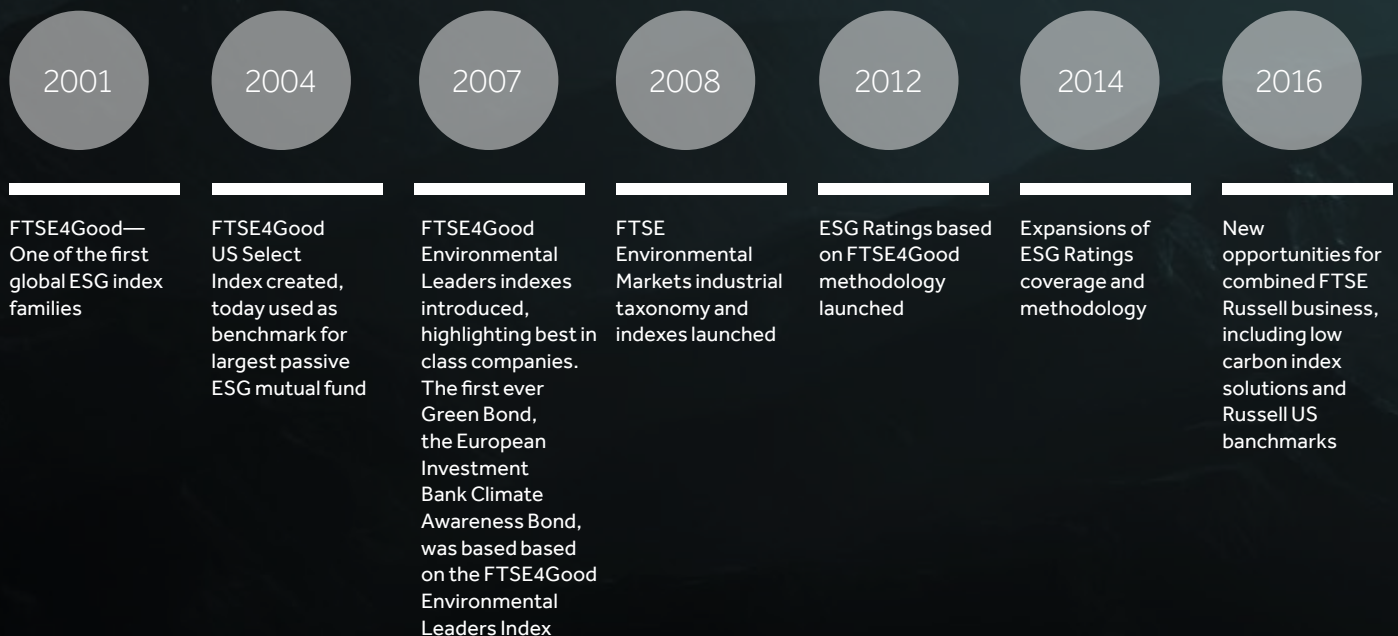 2001
FTSE4Good—
One of the first
global ESG index
families
2004
FTSE4Good
US Select
Index created,
today used as
benchmark for
largest passive
ESG mutual fund
2007
FTSE4Good
Environmental
Leaders indexes
introduced,
highlighting best in
class companies.
The first ever
Green Bond,
the European
Investment
Bank Climate
Awareness Bond,
was based based
on the FTSE4Good
Environmental
Leaders Index
2008
FTSE
Environmental
Markets industrial
taxonomy and
indexes launched
2012
ESG Ratings based
on FTSE4Good
methodology
launched
2014
Expansions of
ESG Ratings
coverage and
methodology
2016
New
opportunities for
combined FTSE
Russell business,
including low
carbon index
solutions and
Russell US
banchmarks